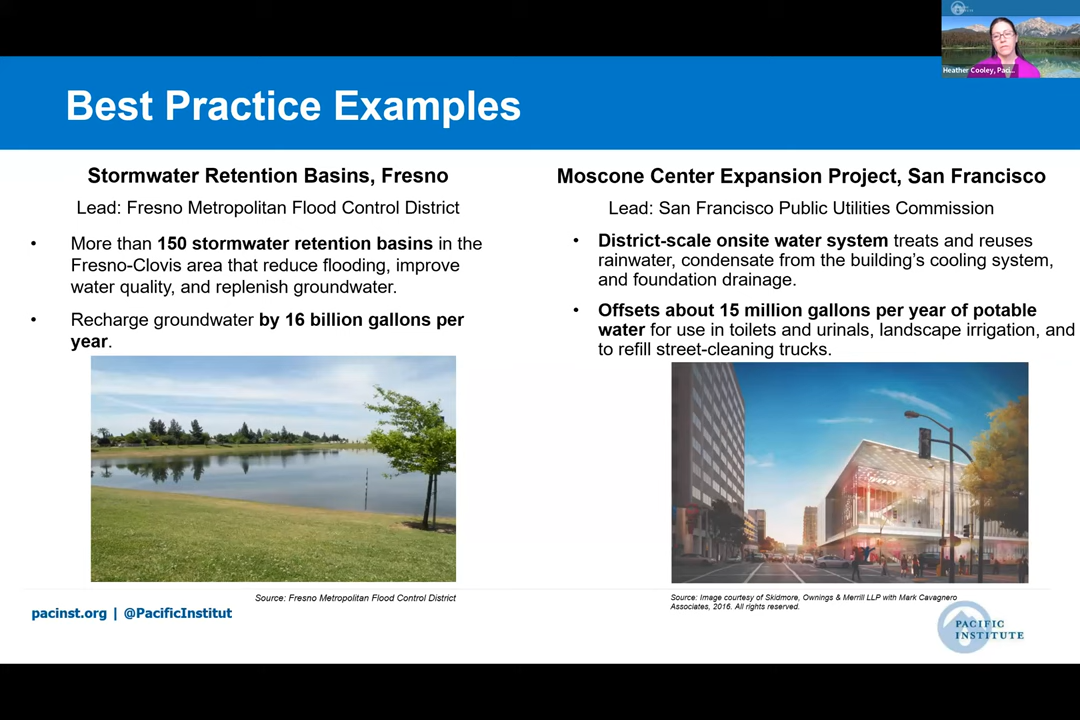 Heather Cooley, Paci...
Best Practice Examples
Stormwater Retention Basins, Fresno
Lead: Fresno Metropolitan Flood Control District
• More than 150 stormwater retention basins in the
Fresno-Clovis area that reduce flooding, improve
water quality, and replenish groundwater.
• Recharge groundwater by 16 billion gallons per
year.
Source: Fresno Metropolitan Flood Control District
Moscone Center Expansion Project, San Francisco
Lead: San Francisco Public Utilities Commission
• District-scale onsite water system treats and reuses
rainwater, condensate from the building's cooling system,
and foundation drainage.
• Offsets about 15 million gallons per year of potable
water for use in toilets and urinals, landscape irrigation, and
to refill street-cleaning trucks.
Source: Image courtesy of Skidmore, Ownings & Merrill LLP with Mark Cavagnero
Associates, 2016. All rights reserved.
pacinst.org | @PacificInstitut
PACIFIC
INSTITUTE